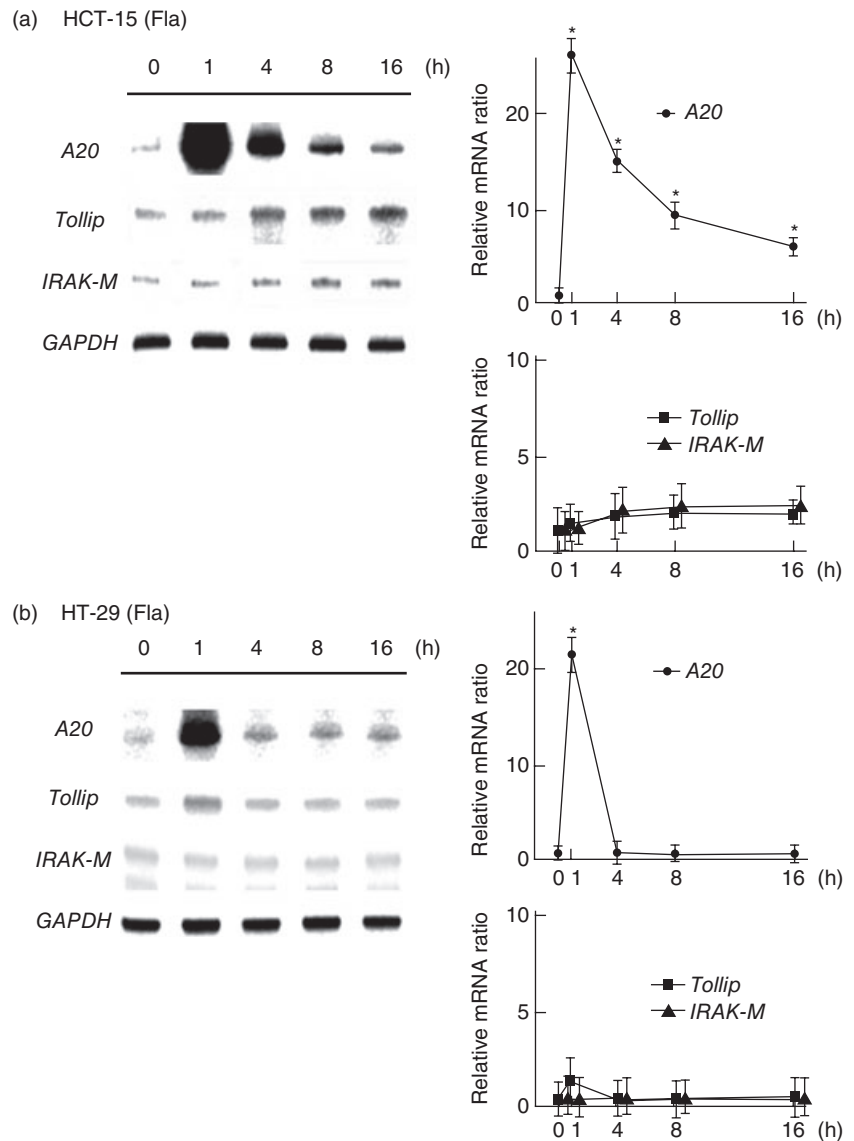 (a) HCT-15 (Fla)
0 1 4 8 16 (h)
A20
Tollip
IRAK-M
GAPDH
Relative mRNA ratio
20
10
0
* * * *
A20
0 1 4 8 16 (h)
Relative mRNA ratio
10
5
0
Tollip
IRAK-M
0 1 4 8 16 (h)
(b) HT-29 (Fla)
0 1 4 8 16 (h)
A20
Tollip
IRAK-M
GAPDH
Relative mRNA ratio
20
10
0
*
A20
0 1 4 8 16 (h)
Relative mRNA ratio
10
5
0
Tollip
IRAK-M
0 1 4 8 16 (h)